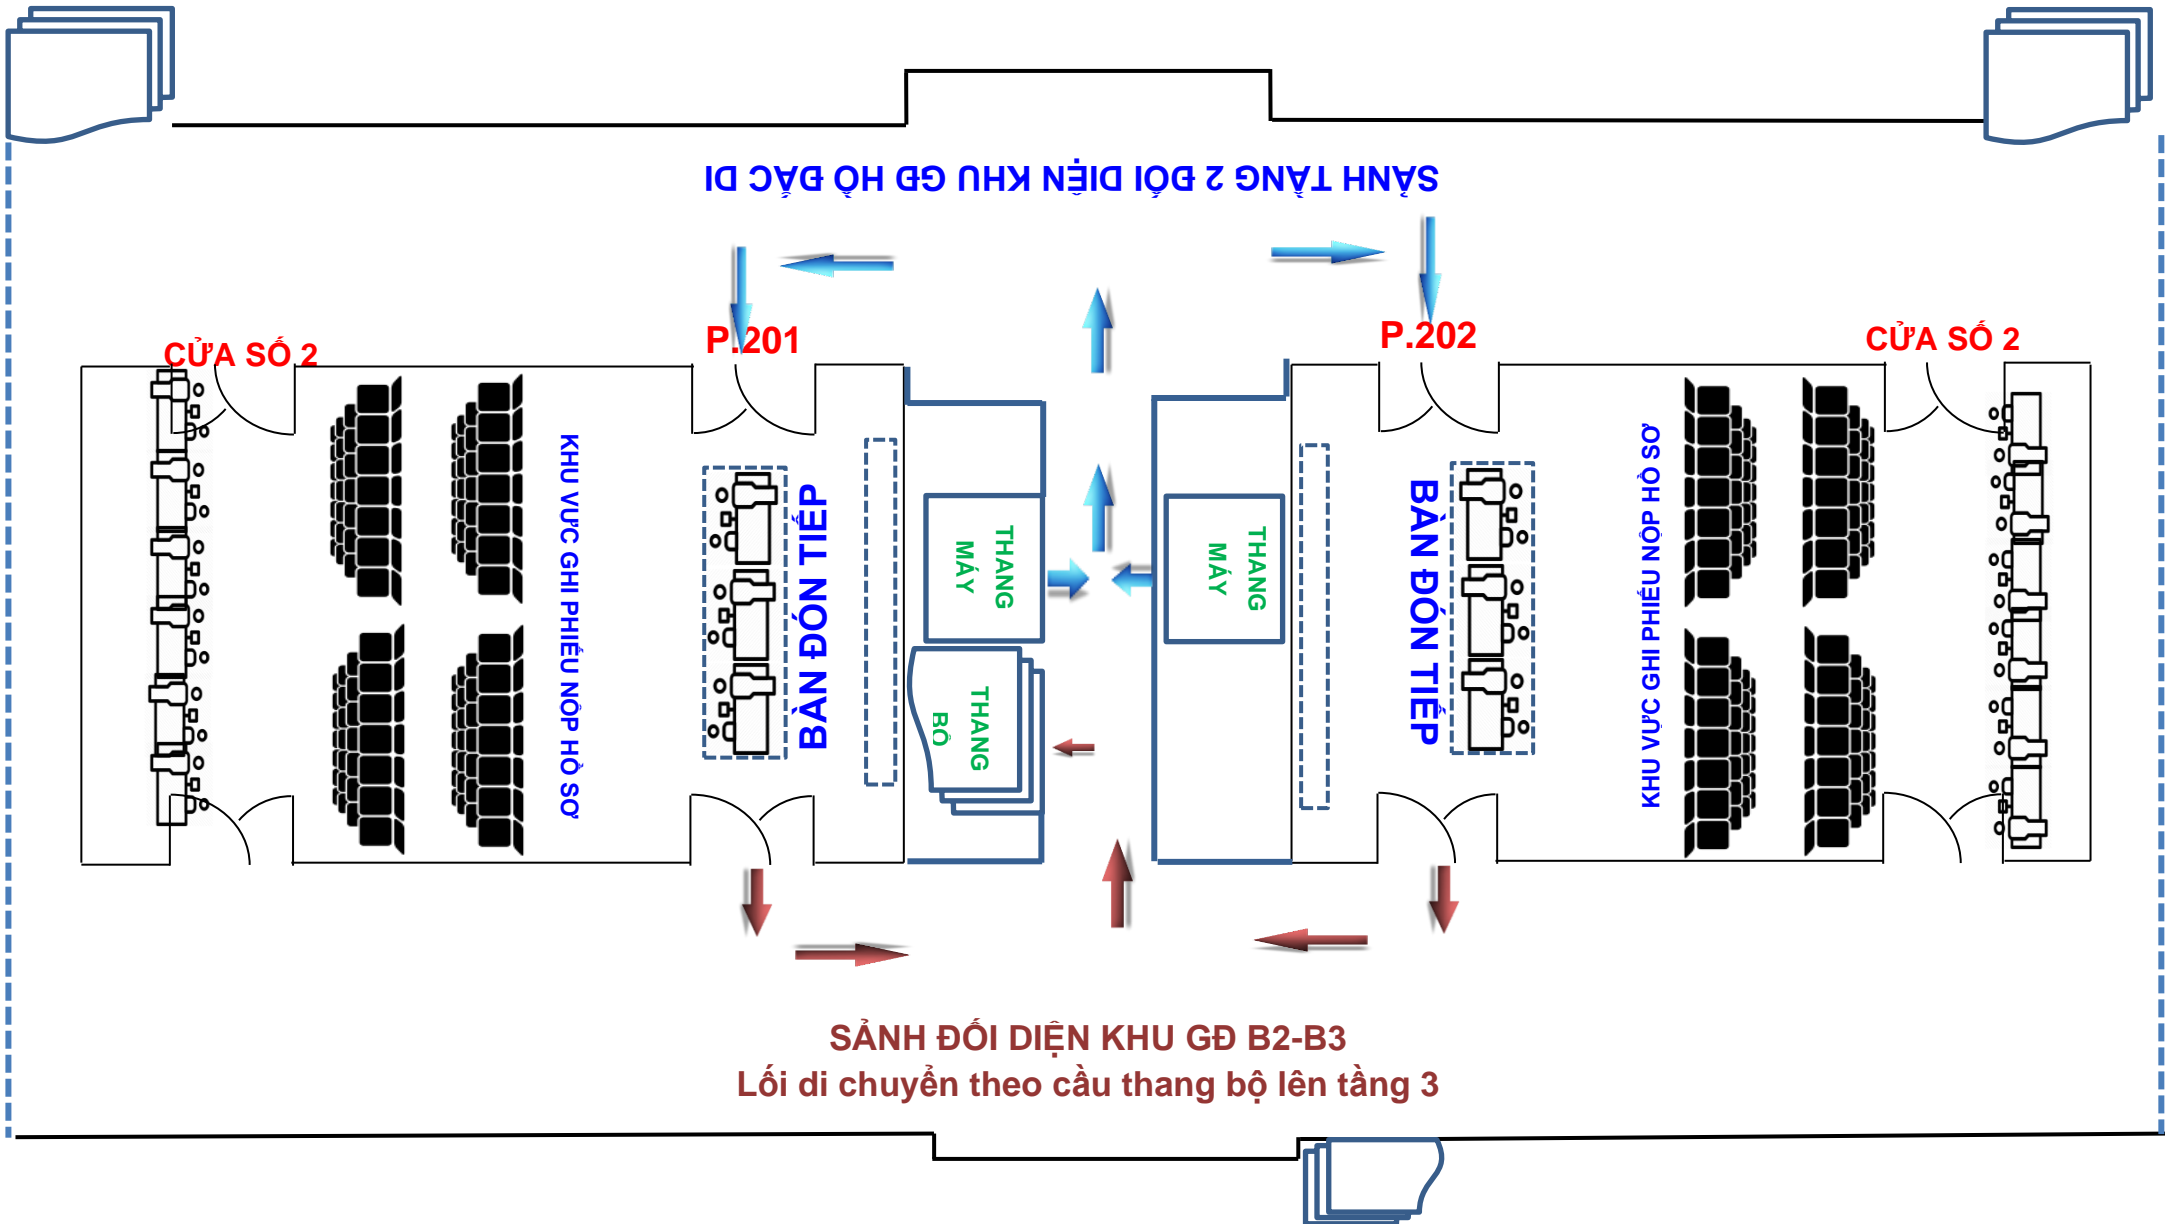 SẢNH TẦNG 2 ĐỐI DIỆN KHU GĐ HỒ ĐẮC DI
P.201
P.202
CỬA SỐ 2
CỬA SỐ 2
KHU VỰC GHI PHIẾU NỘP HỒ SƠ
BÀN ĐÓN TIẾP
THANG
MÁY
THANG
BỘ
THANG
MÁY
BÀN ĐÓN TIẾP
KHU VỰC GHI PHIẾU NỘP HỒ SƠ
SẢNH ĐỐI DIỆN KHU GĐ B2-B3
Lối di chuyển theo cầu thang bộ lên tầng 3